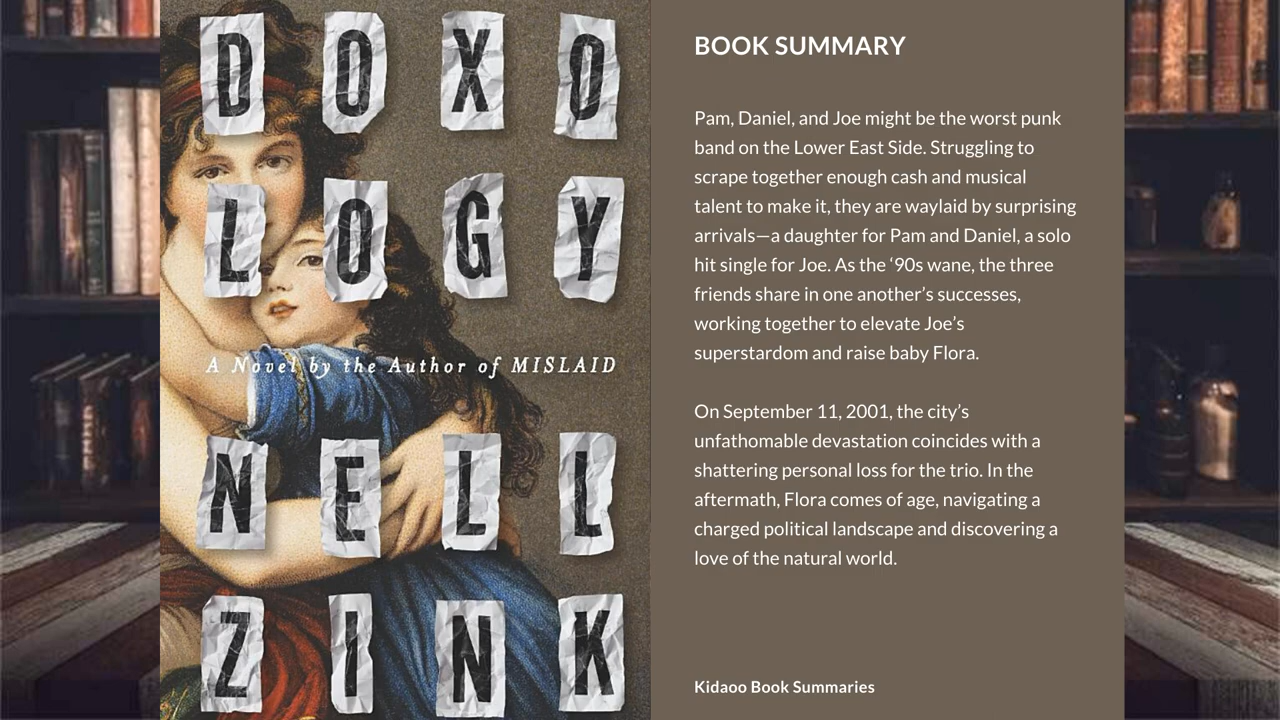 DOXO
LOGY
A Novel by the Author of MISLAID
NELL
ZINK
BOOK SUMMARY
Pam, Daniel, and Joe might be the worst punk
band on the Lower East Side. Struggling to
scrape together enough cash and musical
talent to make it, they are waylaid by surprising
arrivals—a daughter for Pam and Daniel, a solo
hit single for Joe. As the ‘90s wane, the three
friends share in one another’s successes,
working together to elevate Joe’s
superstardom and raise baby Flora.
On September 11, 2001, the city’s
unfathomable devastation coincides with a
shattering personal loss for the trio. In the
aftermath, Flora comes of age, navigating a
charged political landscape and discovering a
love of the natural world.
Kidaoo Book Summaries